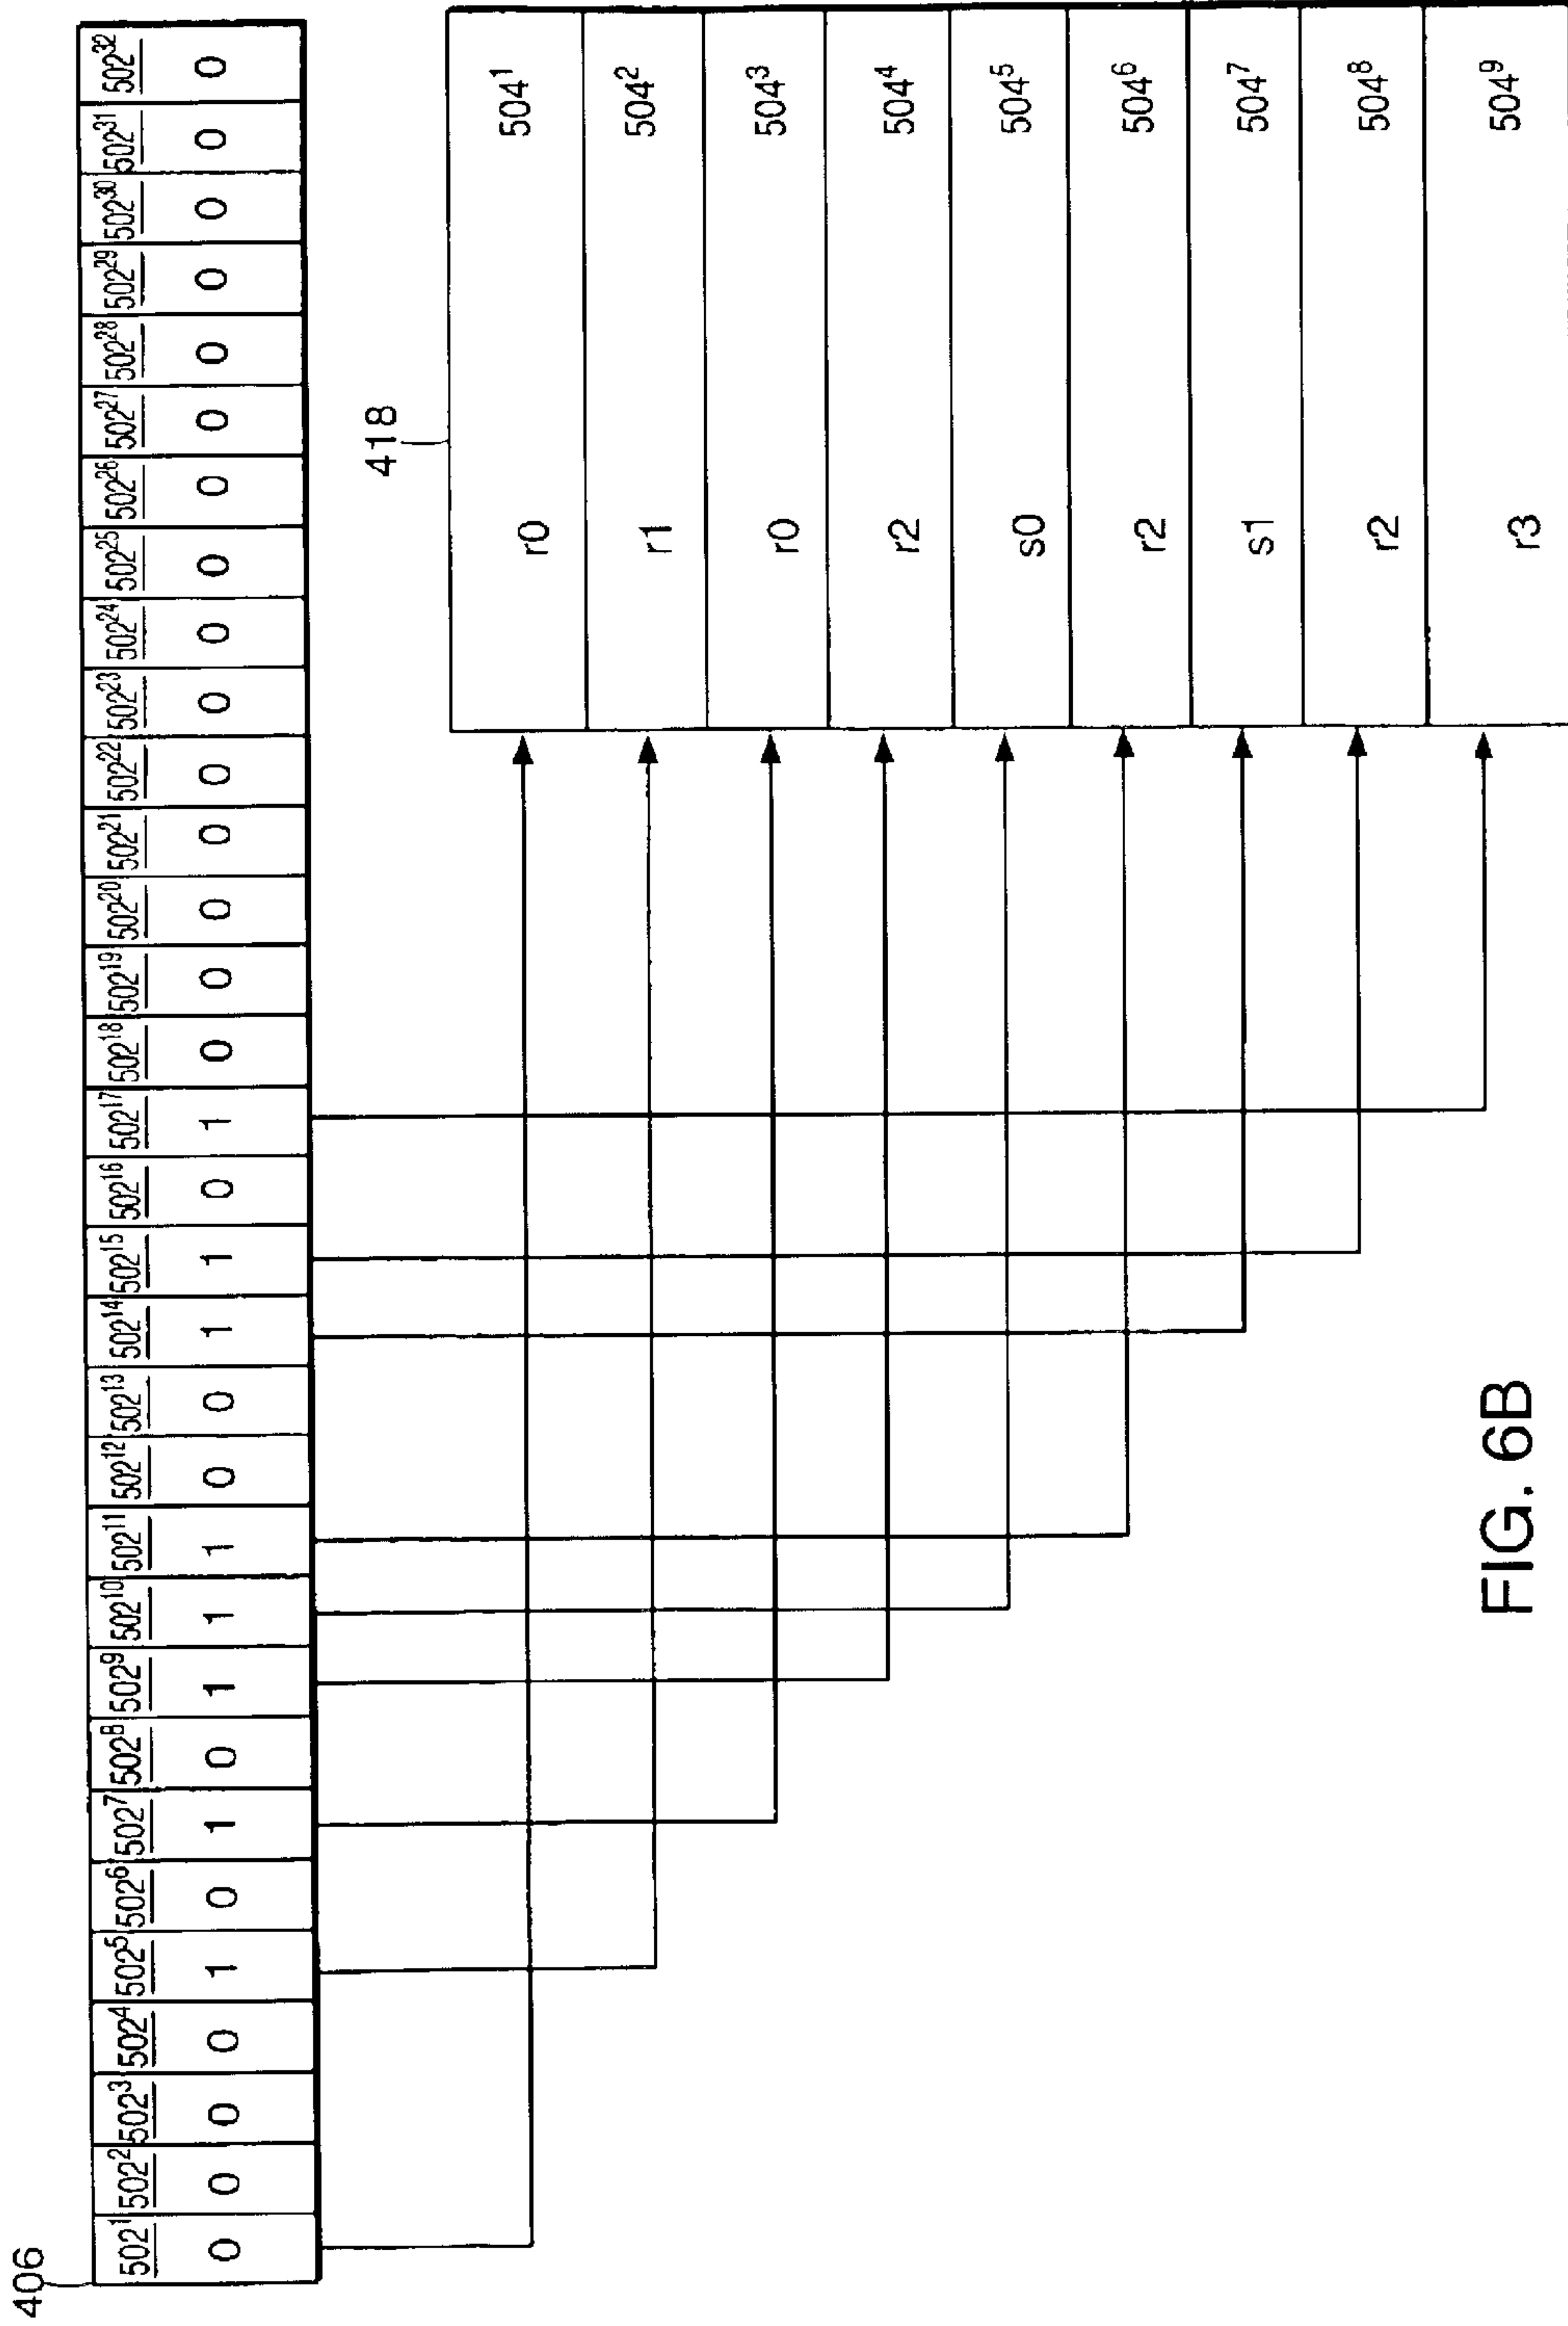 406
502¹ 502² 502³ 502⁴ 502⁵ 502⁶ 502⁷ 502⁸ 502⁹ 502¹⁰ 502¹¹ 502¹² 502¹³ 502¹⁴ 502¹⁵ 502¹⁶ 502¹⁷ 502¹⁸ 502¹⁹ 502²⁰ 502²¹ 502²² 502²³ 502²⁴ 502²⁵ 502²⁶ 502²⁷ 502²⁸ 502²⁹ 502³⁰ 502³¹ 502³²
0 0 0 0 1 0 1 0 1 1 1 0 0 1 1 0 1 0 0 0 0 0 0 0 0 0 0 0 0 0 0 0
418
r0 504¹
r1 504²
r0 504³
r2 504⁴
s0 504⁵
r2 504⁶
s1 504⁷
r2 504⁸
r3 504⁹
FIG. 6B